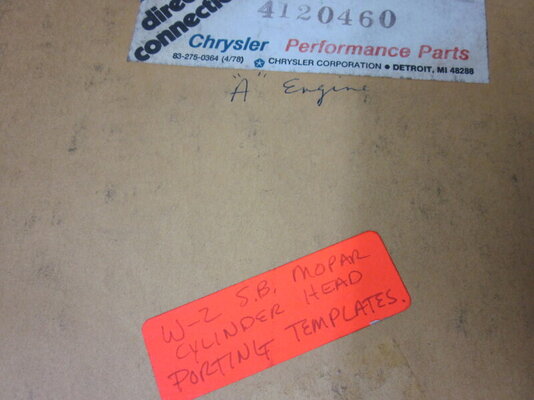 direct
connection
4120460
Chrysler Performance Parts
83-275-0364 (4/78) CHRYSLER CORPORATION • DETROIT, MI 48288
"A" Engine
W-2 S.B. MOPAR
CYLINDER HEAD
PORTING TEMPLATES.